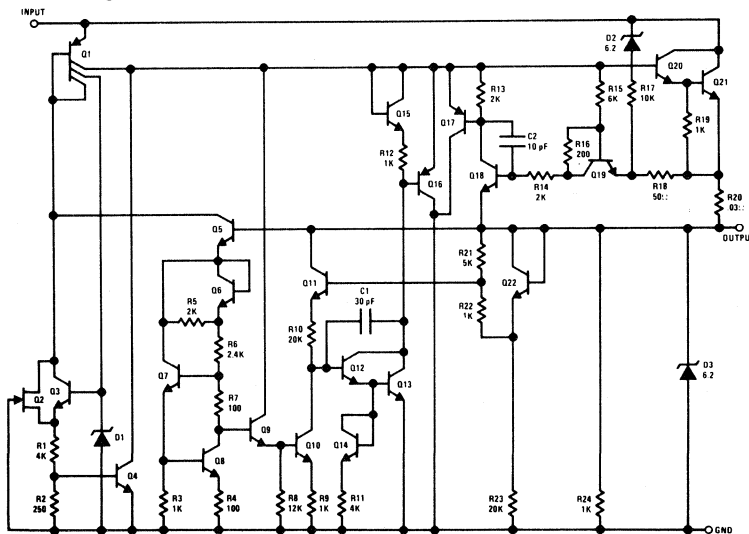 INPUT
Q1
D2
6.2
Q20
Q21
R13
2K
R15
6K
R17
10K
Q15
Q17
R19
1K
C2
10 pF
R12
1K
R16
200
Q16
Q18
R14
2K
Q19
R18
50::
R20
.03::
OUTPUT
Q5
R21
5K
Q22
Q11
C1
30 pF
Q6
R5
2K
R22
1K
R10
20K
R6
2.4K
D3
6.2
Q7
Q12
Q13
Q2
Q3
R7
100
D1
Q9
Q10
Q14
R1
4K
Q8
Q4
R2
250
R3
1K
R4
100
R8
12K
R9
1K
R11
4K
R23
20K
R24
1K
GND